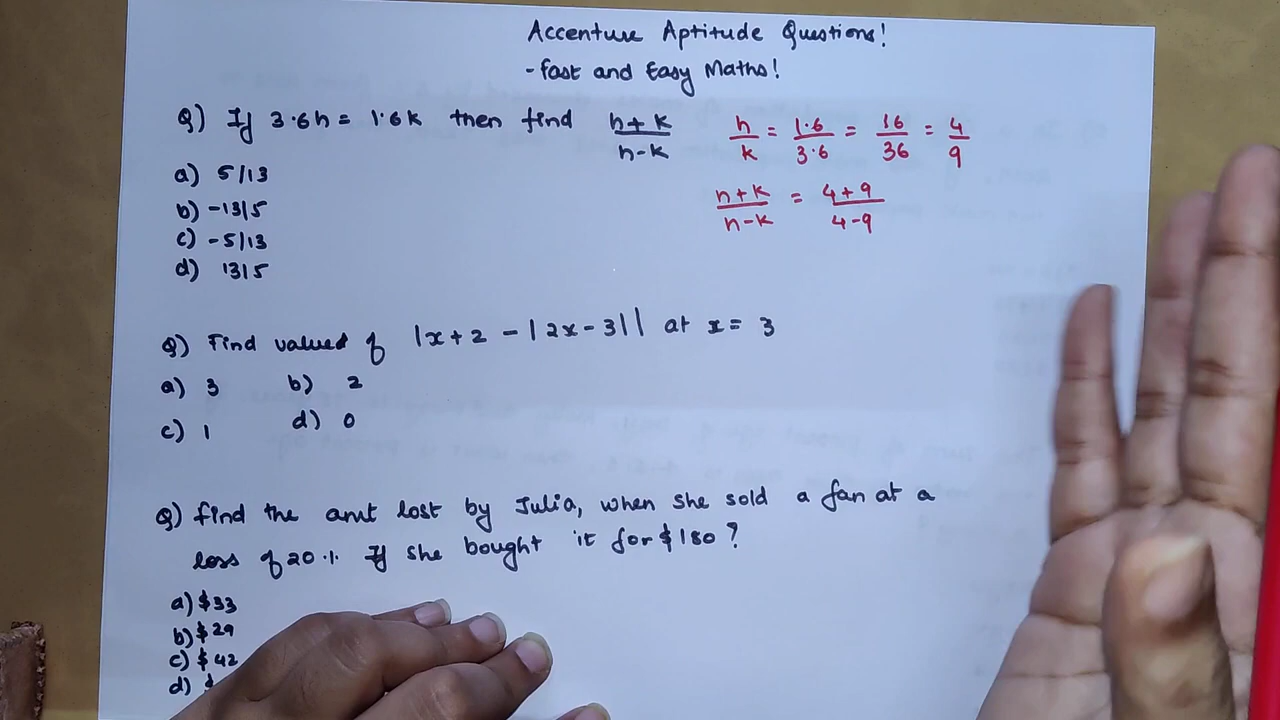 Accenture Aptitude Questions!
- Fast and Easy Maths!
Q) If 3.6h = 1.6k then find h+k/h-k
h/k = 1.6/3.6 = 16/36 = 4/9
a) 5/13
h+k/h-k = 4+9/4-9
b) -13/5
c) -5/13
d) 13/5
Q) Find valued of |x+2 - |2x-3|| at x = 3
a) 3 b) 2
c) 1 d) 0
Q) Find the amt lost by Julia, when she sold a fan at a
loss of 20%. If she bought it for $180?
a) $33
b) $29
c) $42
d) $